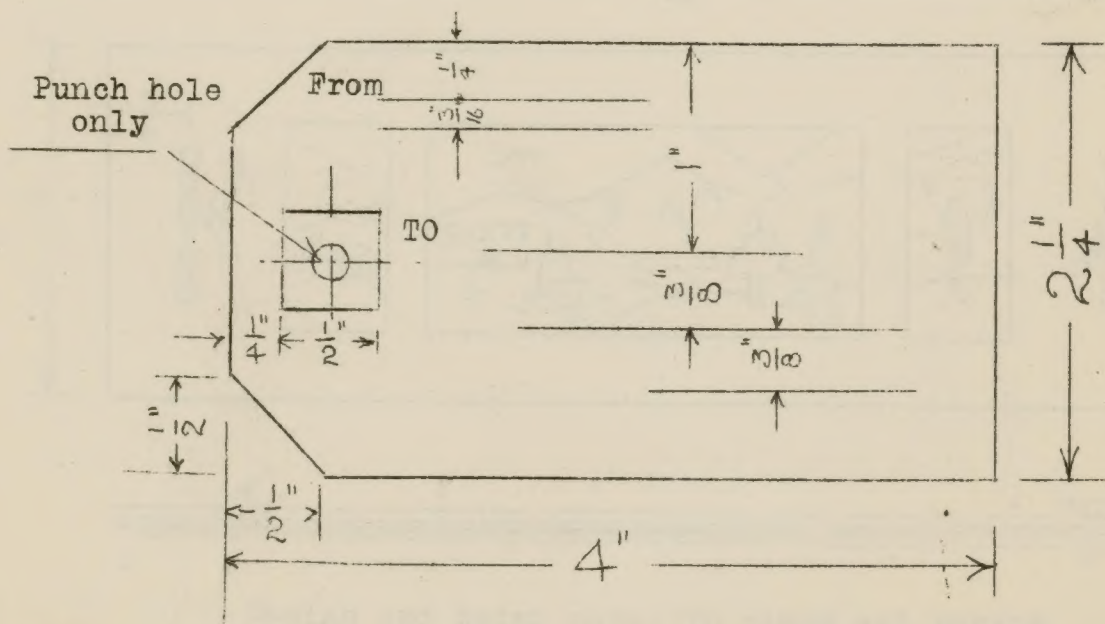 From
1/4"
Punch hole
only
3/16"
1"
TO
3/8"
2 1/4"
1/4" 1/2"
3/8"
1/2"
1/2"
4"